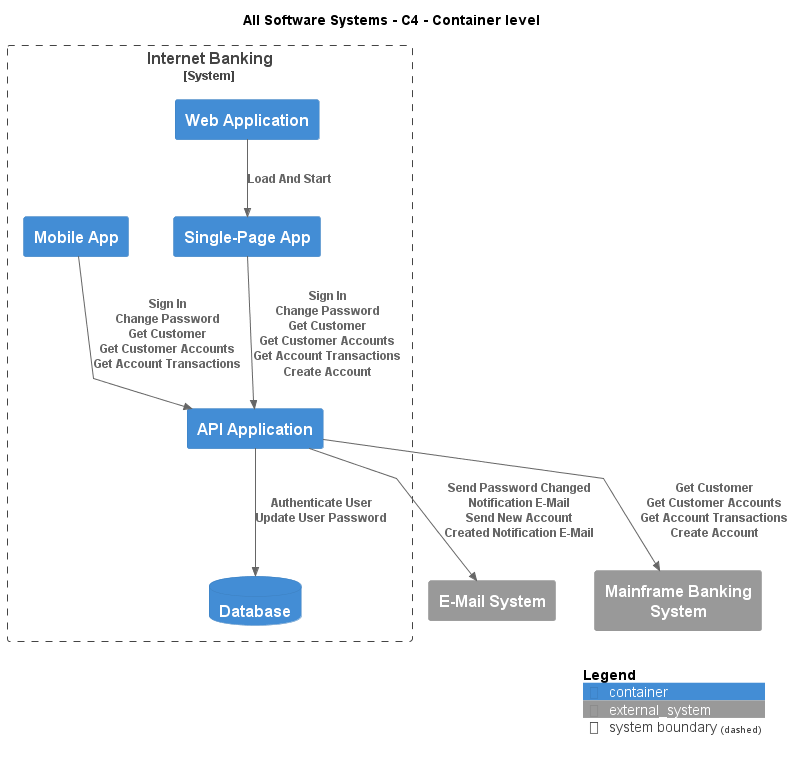 All Software Systems - C4 - Container level
Internet Banking
[System]
Web Application
Load And Start
Mobile App
Single-Page App
Sign In
Change Password
Get Customer
Get Customer Accounts
Get Account Transactions
Sign In
Change Password
Get Customer
Get Customer Accounts
Get Account Transactions
Create Account
API Application
Authenticate User
Update User Password
Send Password Changed
Notification E-Mail
Send New Account
Created Notification E-Mail
Get Customer
Get Customer Accounts
Get Account Transactions
Create Account
Database
E-Mail System
Mainframe Banking
System
Legend
container
external_system
system boundary (dashed)